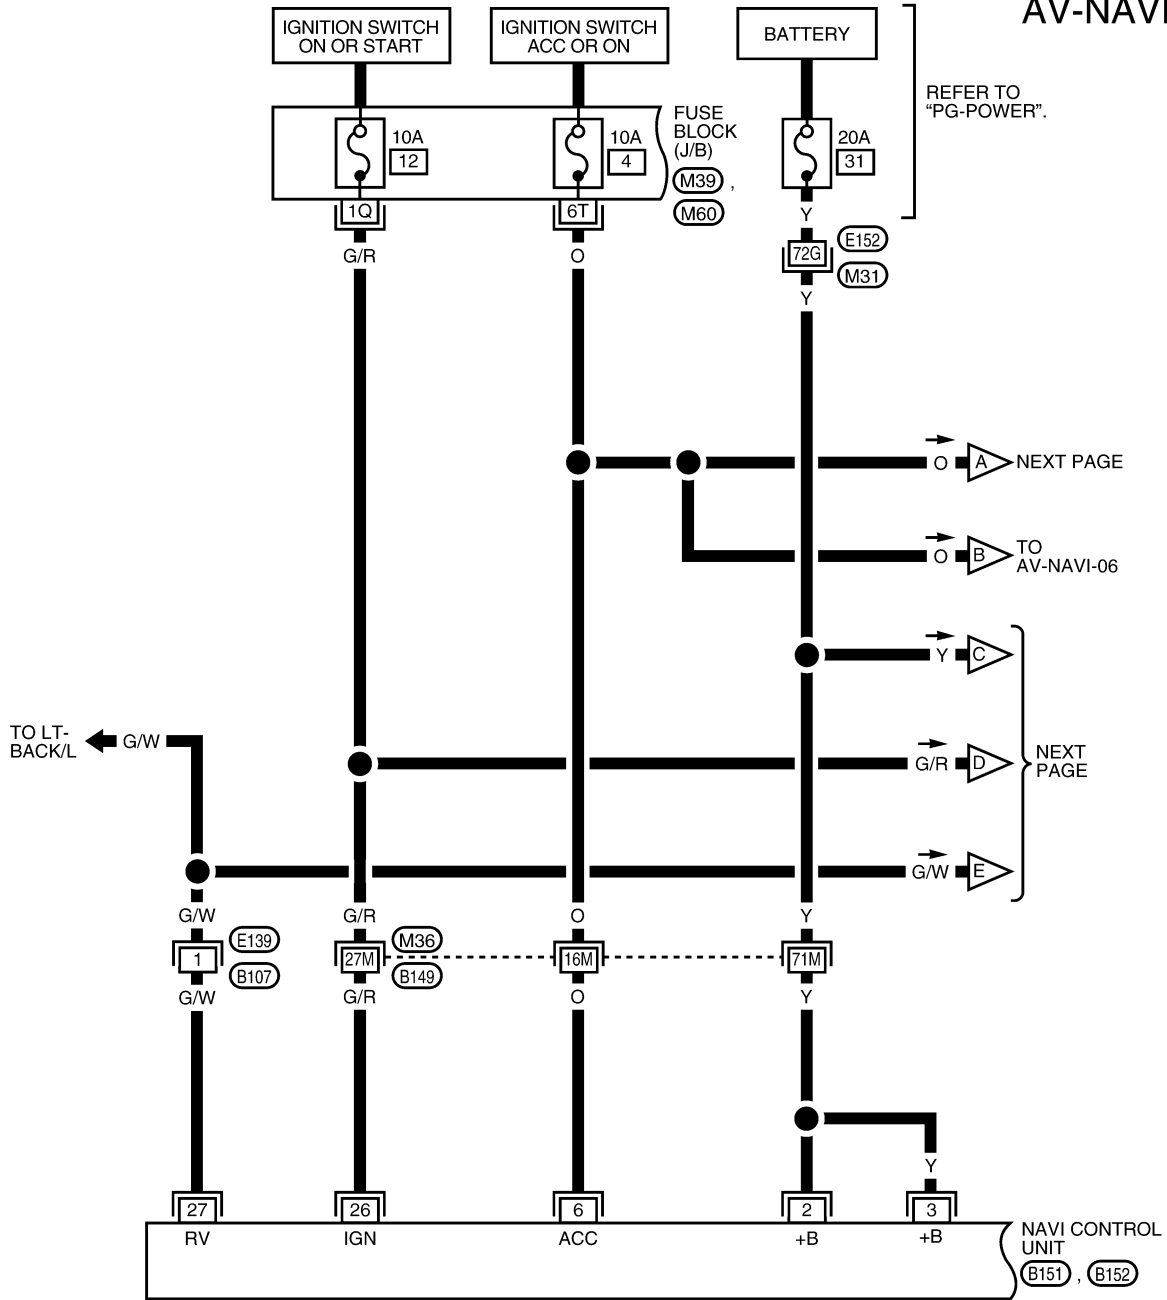 AV-NAVI
IGNITION SWITCH
ON OR START
IGNITION SWITCH
ACC OR ON
BATTERY
REFER TO
“PG-POWER”.
10A
12
10A
4
FUSE
BLOCK
(J/B)
M39 ,
M60
20A
31
1Q
6T
Y
G/R
O
72G
E152
M31
Y
O
A
NEXT PAGE
O
B
TO
AV-NAVI-06
Y
C
TO LT-
BACK/L
G/W
G/R
D
NEXT
PAGE
G/W
E
G/W
G/R
O
Y
1
E139
B107
27M
M36
B149
16M
71M
G/W
G/R
O
Y
Y
27
26
6
2
3
RV
IGN
ACC
+B
+B
NAVI CONTROL
UNIT
B151 , B152